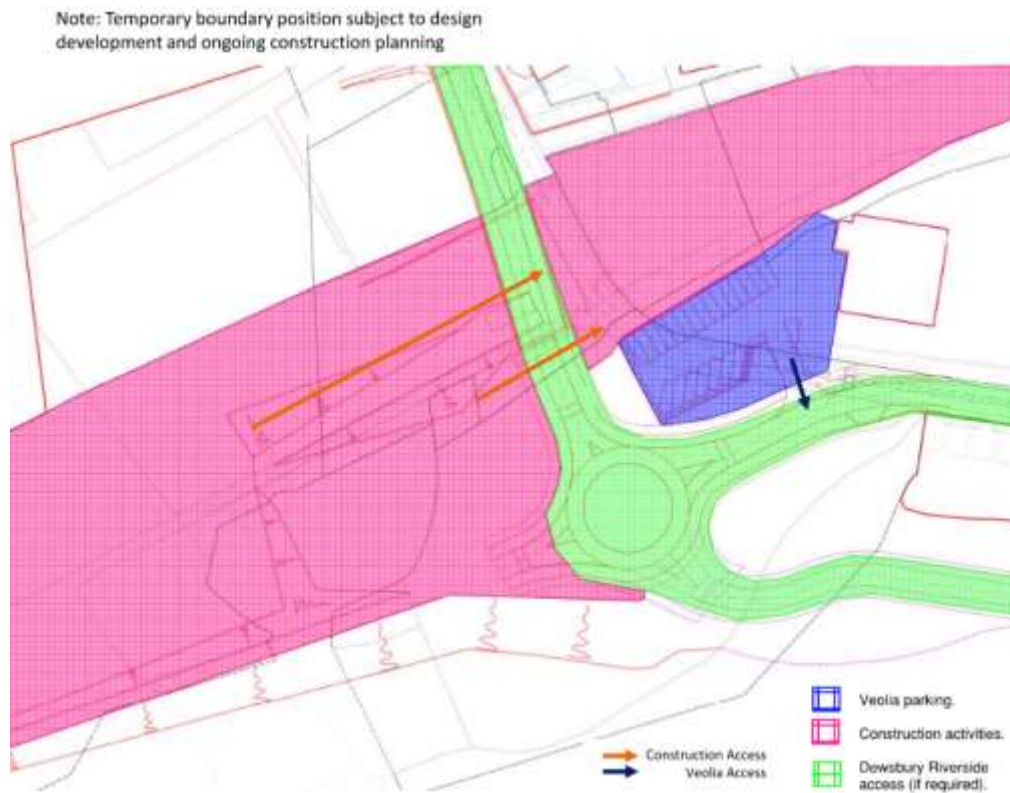 Note: Temporary boundary position subject to design
development and ongoing construction planning
Veolia parking.
Construction activities.
Construction Access
Veolia Access
Dewsbury Riverside
access (if required).